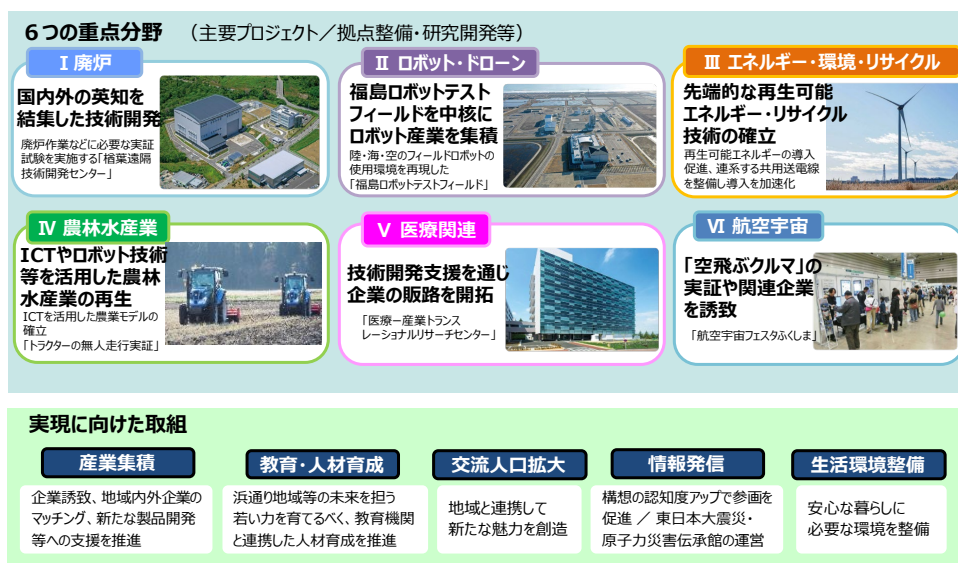 6つの重点分野 (主要プロジェクト／拠点整備・研究開発等)
Ⅰ 廃炉
国内外の英知を
結集した技術開発
廃炉作業などに必要な実証
試験を実施する「楢葉遠隔
技術開発センター」
Ⅱ ロボット・ドローン
福島ロボットテスト
フィールドを中核に
ロボット産業を集積
陸・海・空のフィールドロボットの
使用環境を再現した
「福島ロボットテストフィールド」
Ⅲ エネルギー・環境・リサイクル
先端的な再生可能
エネルギー・リサイクル
技術の確立
再生可能エネルギーの導入
促進、連系する共用送電線
を整備し導入を加速化
Ⅳ 農林水産業
ICTやロボット技術
等を活用した農林
水産業の再生
ICTを活用した農業モデルの
確立
「トラクターの無人走行実証」
Ⅴ 医療関連
技術開発支援を通じ
企業の販路を開拓
「医療－産業トランス
レーショナルリサーチセンター」
Ⅵ 航空宇宙
「空飛ぶクルマ」の
実証や関連企業
を誘致
「航空宇宙フェスタふくしま」
実現に向けた取組
産業集積
企業誘致、地域内外企業の
マッチング、新たな製品開発
等への支援を推進
教育・人材育成
浜通り地域等の未来を担う
若い力を育てるべく、教育機関
と連携した人材育成を推進
交流人口拡大
地域と連携して
新たな魅力を創造
情報発信
構想の認知度アップで参画を
促進 ／ 東日本大震災・
原子力災害伝承館の運営
生活環境整備
安心な暮らしに
必要な環境を整備